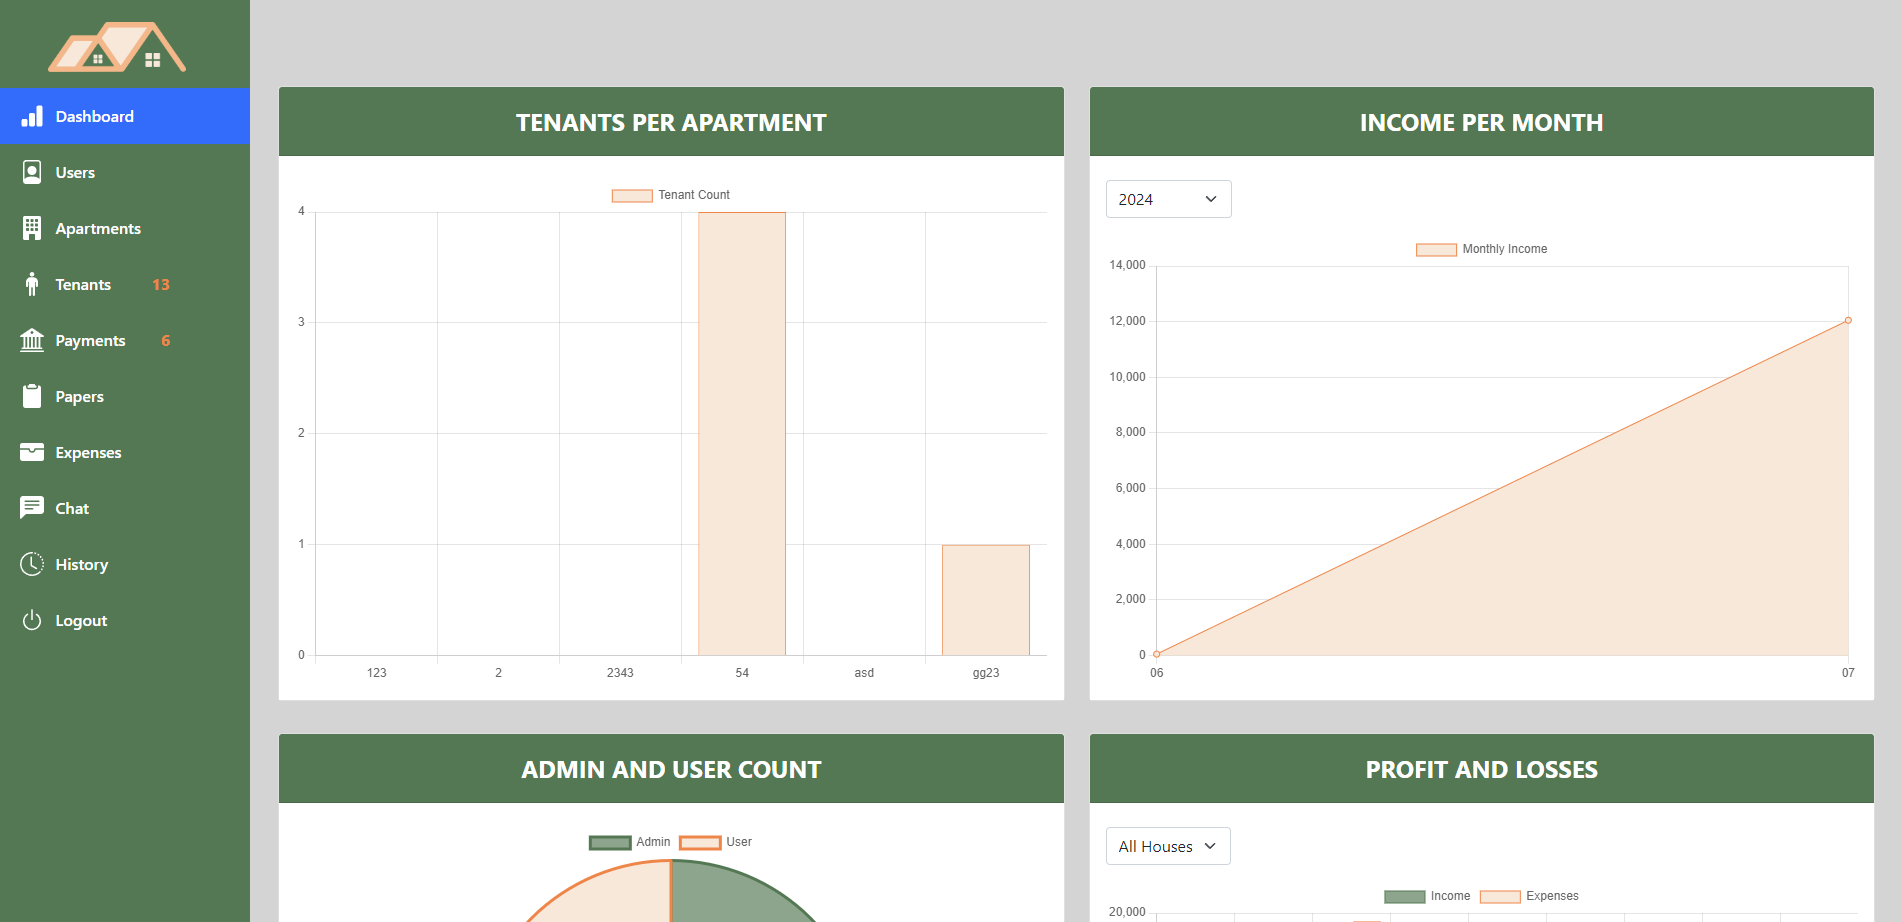 Dashboard
Users
Apartments
Tenants 13
Payments 6
Papers
Expenses
Chat
History
Logout
TENANTS PER APARTMENT
Tenant Count
4
3
2
1
0
123 2 2343 54 asd gg23
INCOME PER MONTH
2024
Monthly Income
14,000
12,000
10,000
8,000
6,000
4,000
2,000
0
06 07
ADMIN AND USER COUNT
Admin User
PROFIT AND LOSSES
All Houses
Income Expenses
20,000